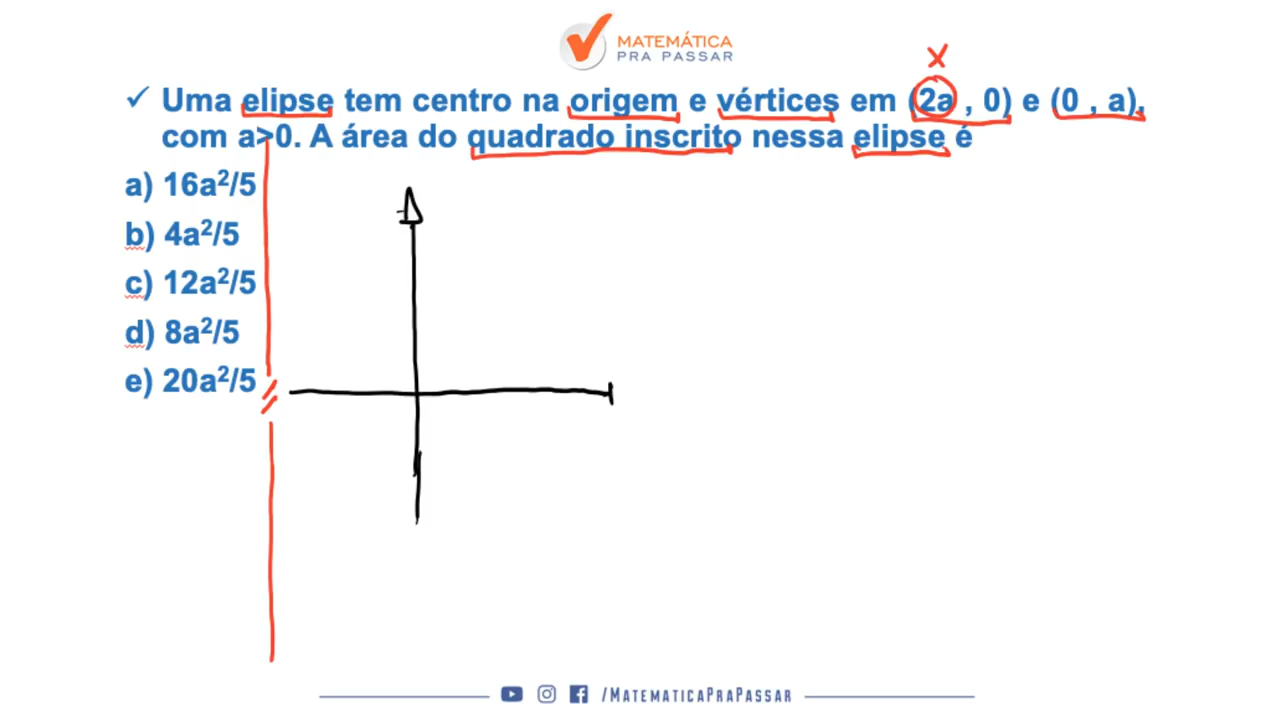 MATEMÁTICA
PRA PASSAR
X
✓ Uma elipse tem centro na origem e vértices em (2a , 0) e (0 , a),
com a>0. A área do quadrado inscrito nessa elipse é
a) 16a²/5
b) 4a²/5
c) 12a²/5
d) 8a²/5
e) 20a²/5
/MATEMATICAPRAPASSAR